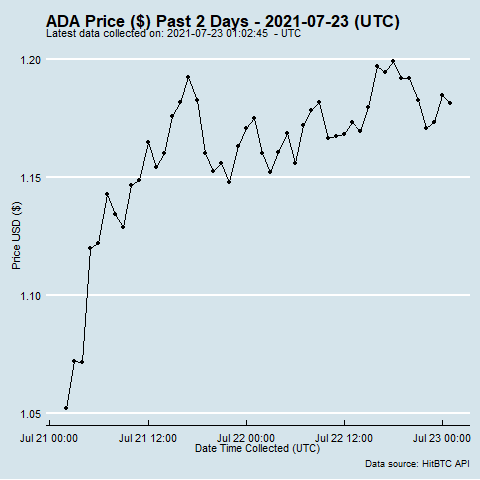 ADA Price ($) Past 2 Days - 2021-07-23 (UTC)
Latest data collected on: 2021-07-23 01:02:45 - UTC
1.20
1.15
1.10
1.05
Price USD ($)
Jul 21 00:00 Jul 21 12:00 Jul 22 00:00 Jul 22 12:00 Jul 23 00:00
Date Time Collected (UTC)
Data source: HitBTC API